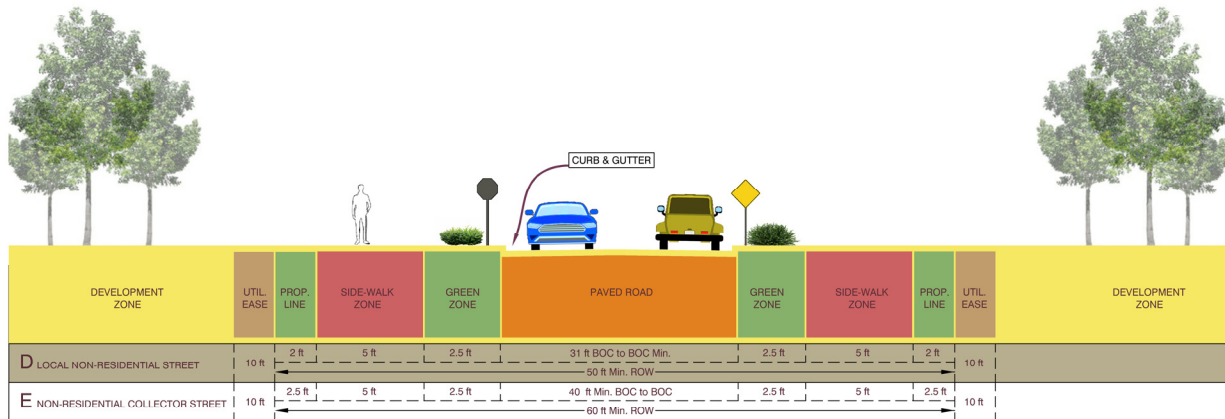 CURB & GUTTER
DEVELOPMENT
ZONE
UTIL.
EASE
PROP.
LINE
SIDE-WALK
ZONE
GREEN
ZONE
PAVED ROAD
GREEN
ZONE
SIDE-WALK
ZONE
PROP.
LINE
UTIL.
EASE
DEVELOPMENT
ZONE
D LOCAL NON-RESIDENTIAL STREET 10 ft 2 ft 5 ft 2.5 ft 31 ft BOC to BOC Min. 2.5 ft 5 ft 2 ft 10 ft
50 ft Min. ROW
E NON-RESIDENTIAL COLLECTOR STREET 10 ft 2.5 ft 5 ft 2.5 ft 40 ft Min. BOC to BOC 2.5 ft 5 ft 2.5 ft 10 ft
60 ft Min. ROW